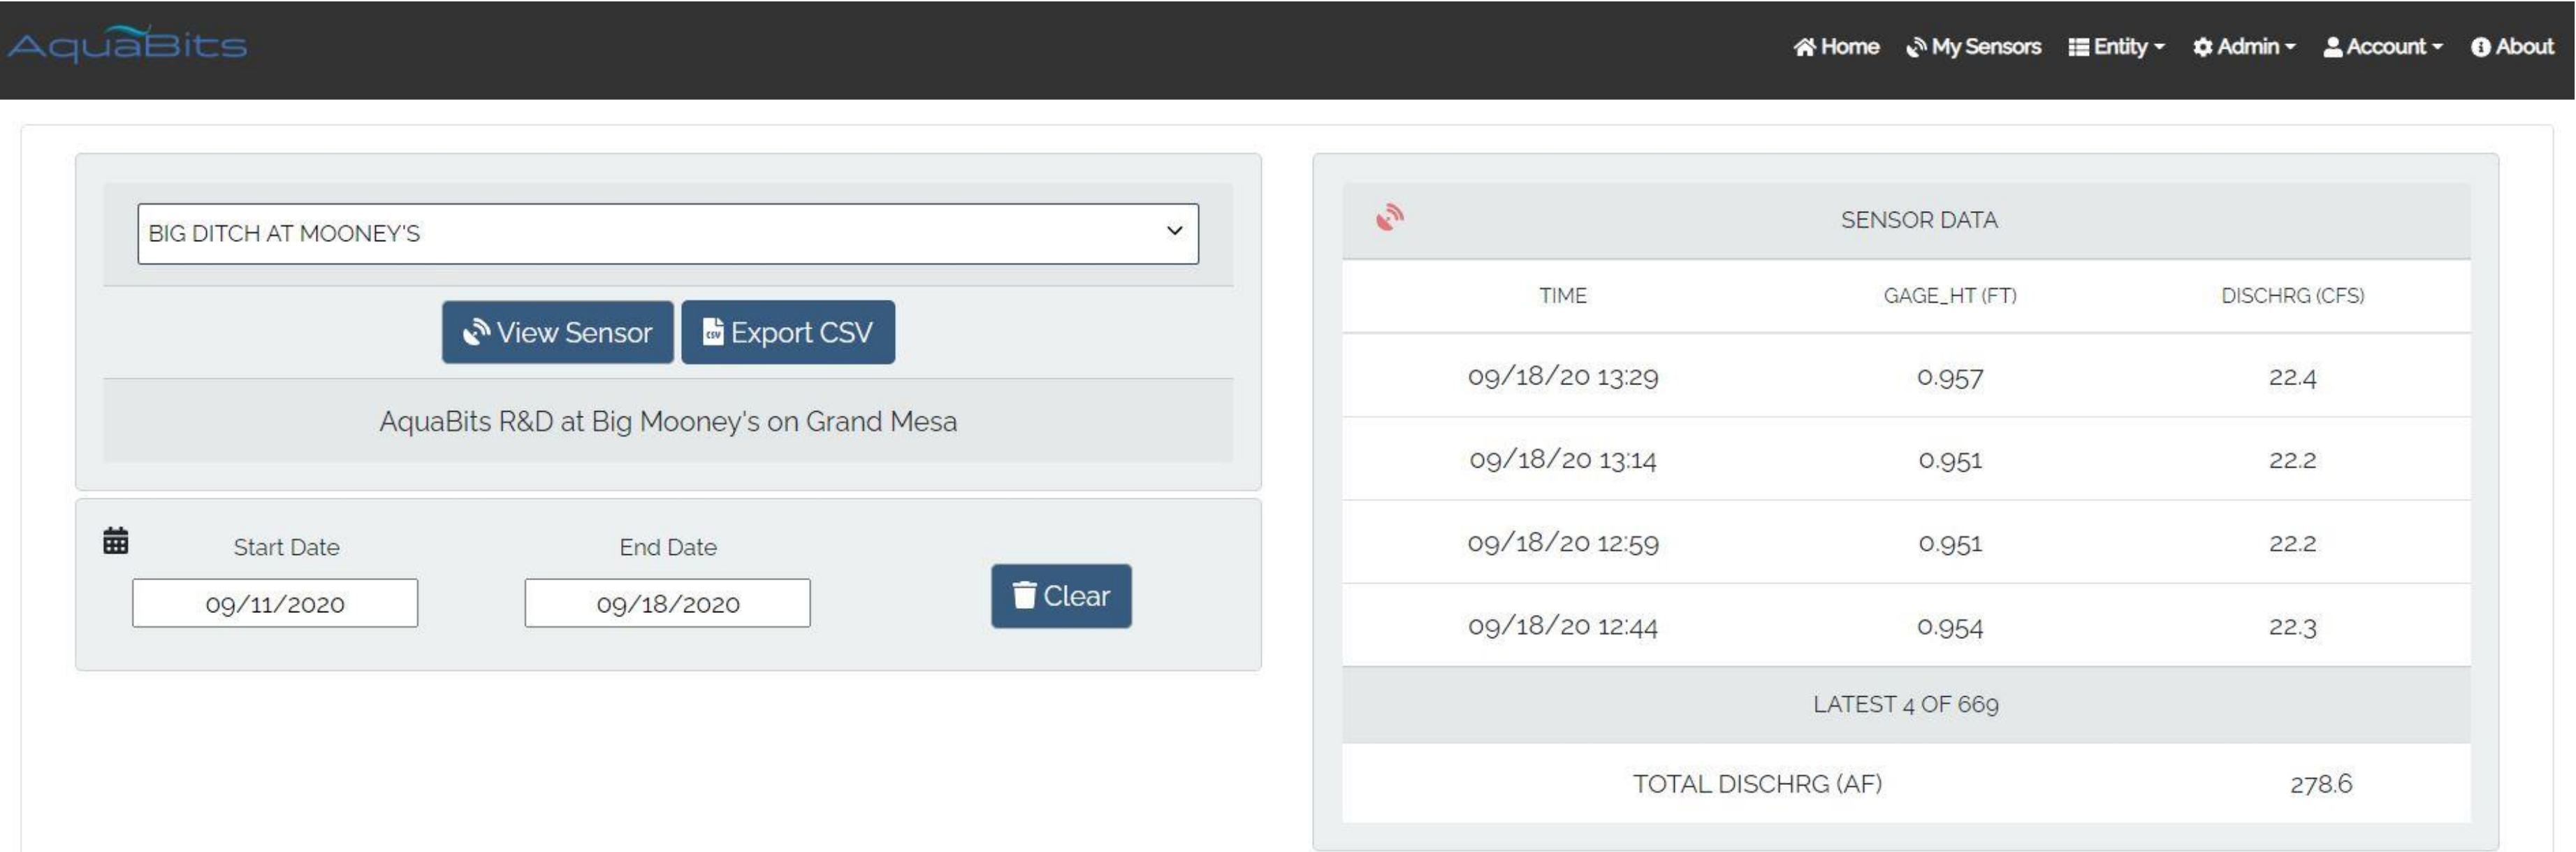 AquaBits
Home My Sensors Entity Admin Account About
BIG DITCH AT MOONEY'S
View Sensor
CSV Export CSV
AquaBits R&D at Big Mooney's on Grand Mesa
Start Date End Date
09/11/2020 09/18/2020
Clear
SENSOR DATA
TIME GAGE_HT (FT) DISCHRG (CFS)
09/18/20 13:29 0.957 22.4
09/18/20 13:14 0.951 22.2
09/18/20 12:59 0.951 22.2
09/18/20 12:44 0.954 22.3
LATEST 4 OF 669
TOTAL DISCHRG (AF) 278.6